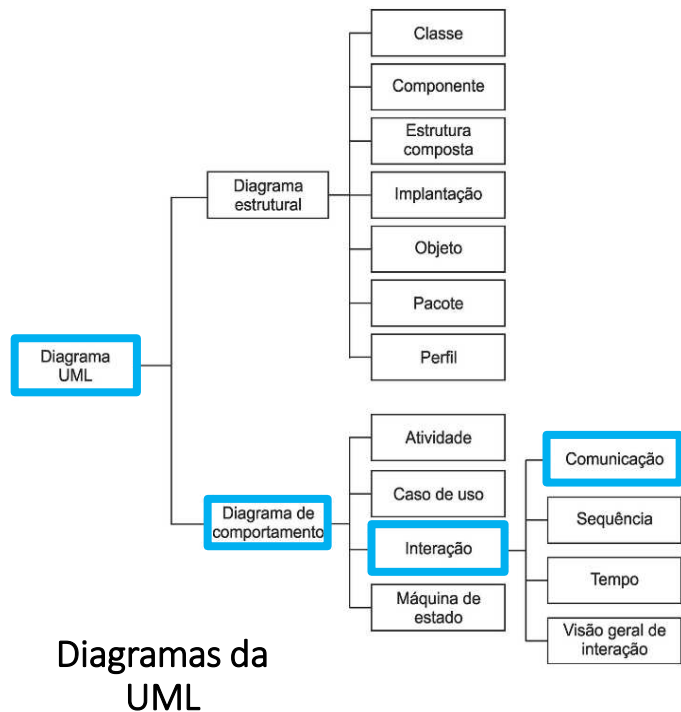 Classe
Componente
Estrutura
composta
Diagrama
estrutural
Implantação
Objeto
Pacote
Perfil
Diagrama
UML
Atividade
Caso de uso
Diagrama de
comportamento
Interação
Máquina de
estado
Comunicação
Sequência
Tempo
Visão geral de
interação
Diagramas da
UML